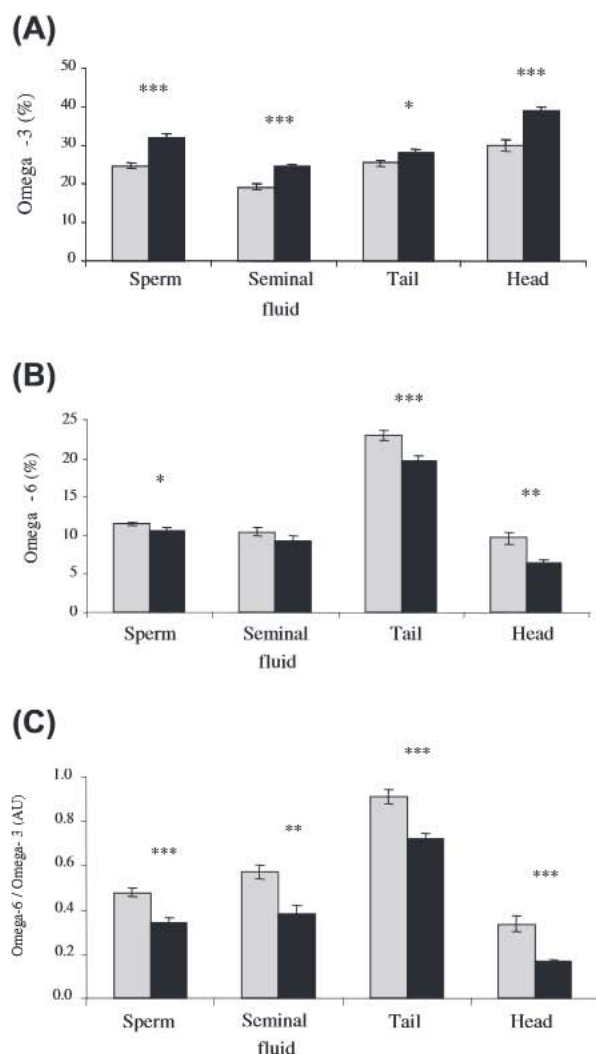 (A)
Omega -3 (%)
50
40
30
20
10
0
***
***
*
***
Sperm
Seminal
fluid
Tail
Head
(B)
Omega -6 (%)
25
20
15
10
5
0
*
***
**
Sperm
Seminal
fluid
Tail
Head
(C)
Omega-6 / Omega- 3 (AU)
1.0
0.8
0.6
0.4
0.2
0.0
***
**
***
***
Sperm
Seminal
fluid
Tail
Head